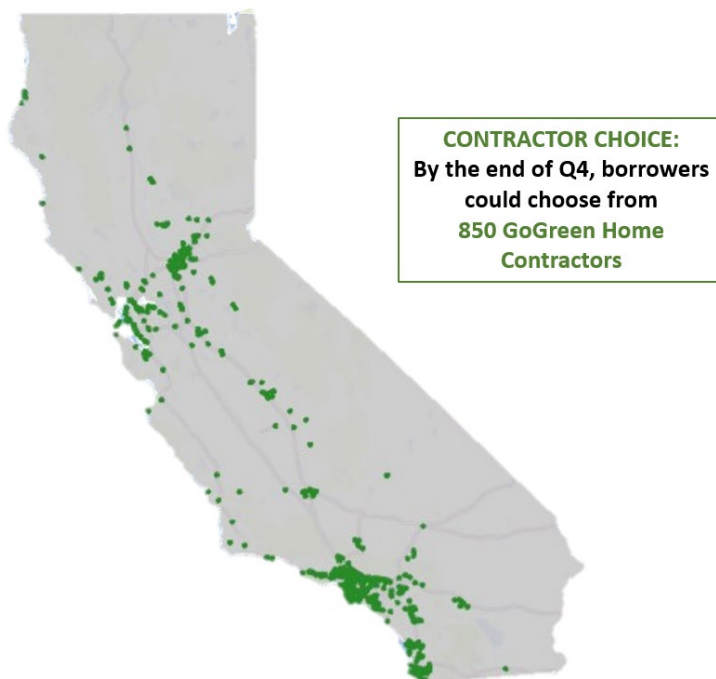 CONTRACTOR CHOICE:
By the end of Q4, borrowers
could choose from
850 GoGreen Home
Contractors